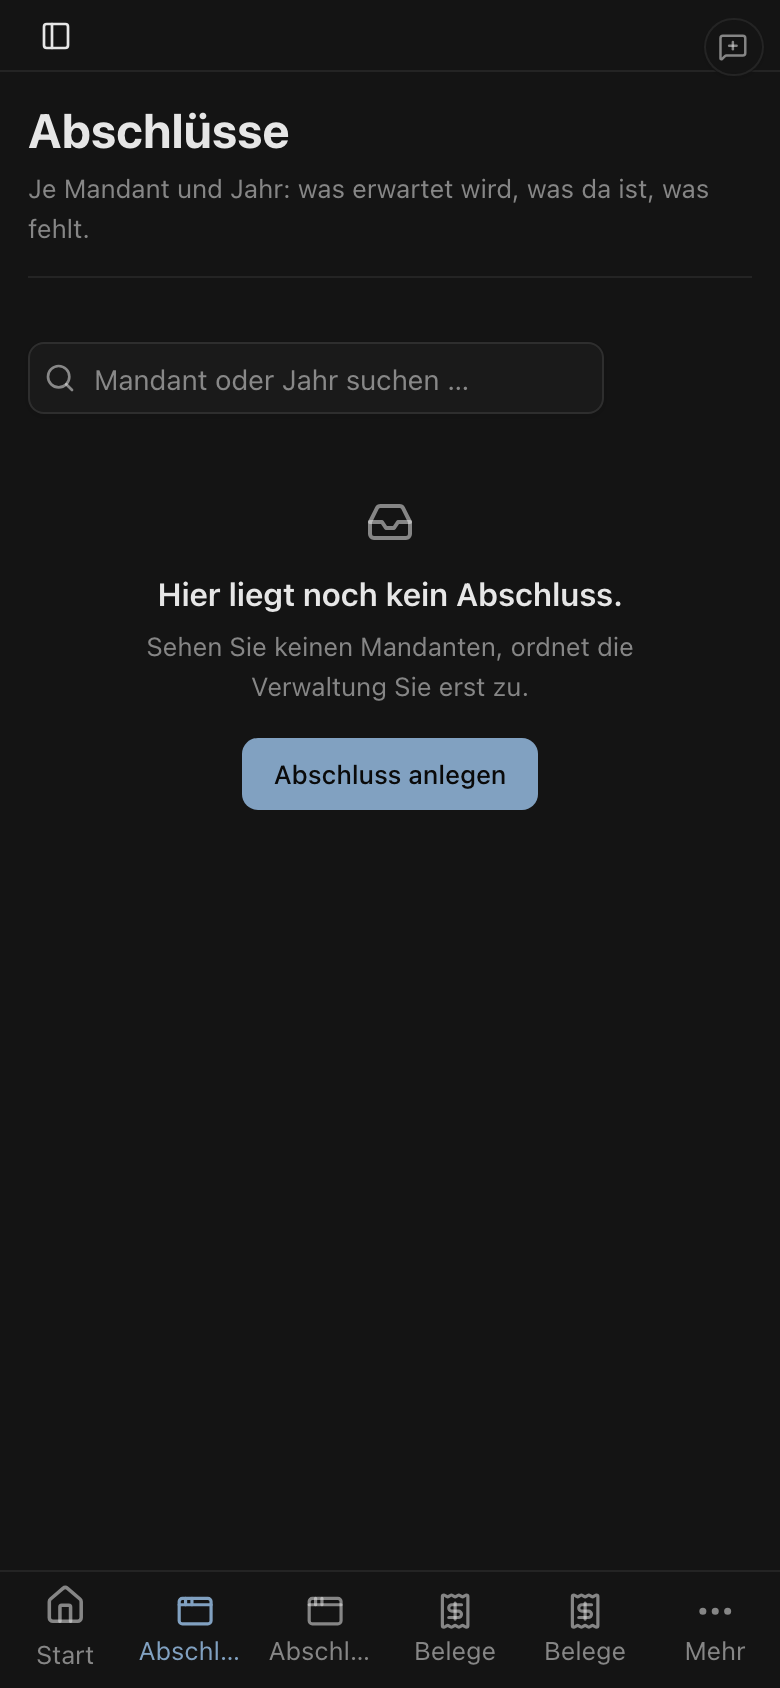 Abschlüsse
Je Mandant und Jahr: was erwartet wird, was da ist, was
fehlt.
Mandant oder Jahr suchen ...
Hier liegt noch kein Abschluss.
Sehen Sie keinen Mandanten, ordnet die
Verwaltung Sie erst zu.
Abschluss anlegen
Start
Abschl...
Abschl...
Belege
Belege
Mehr